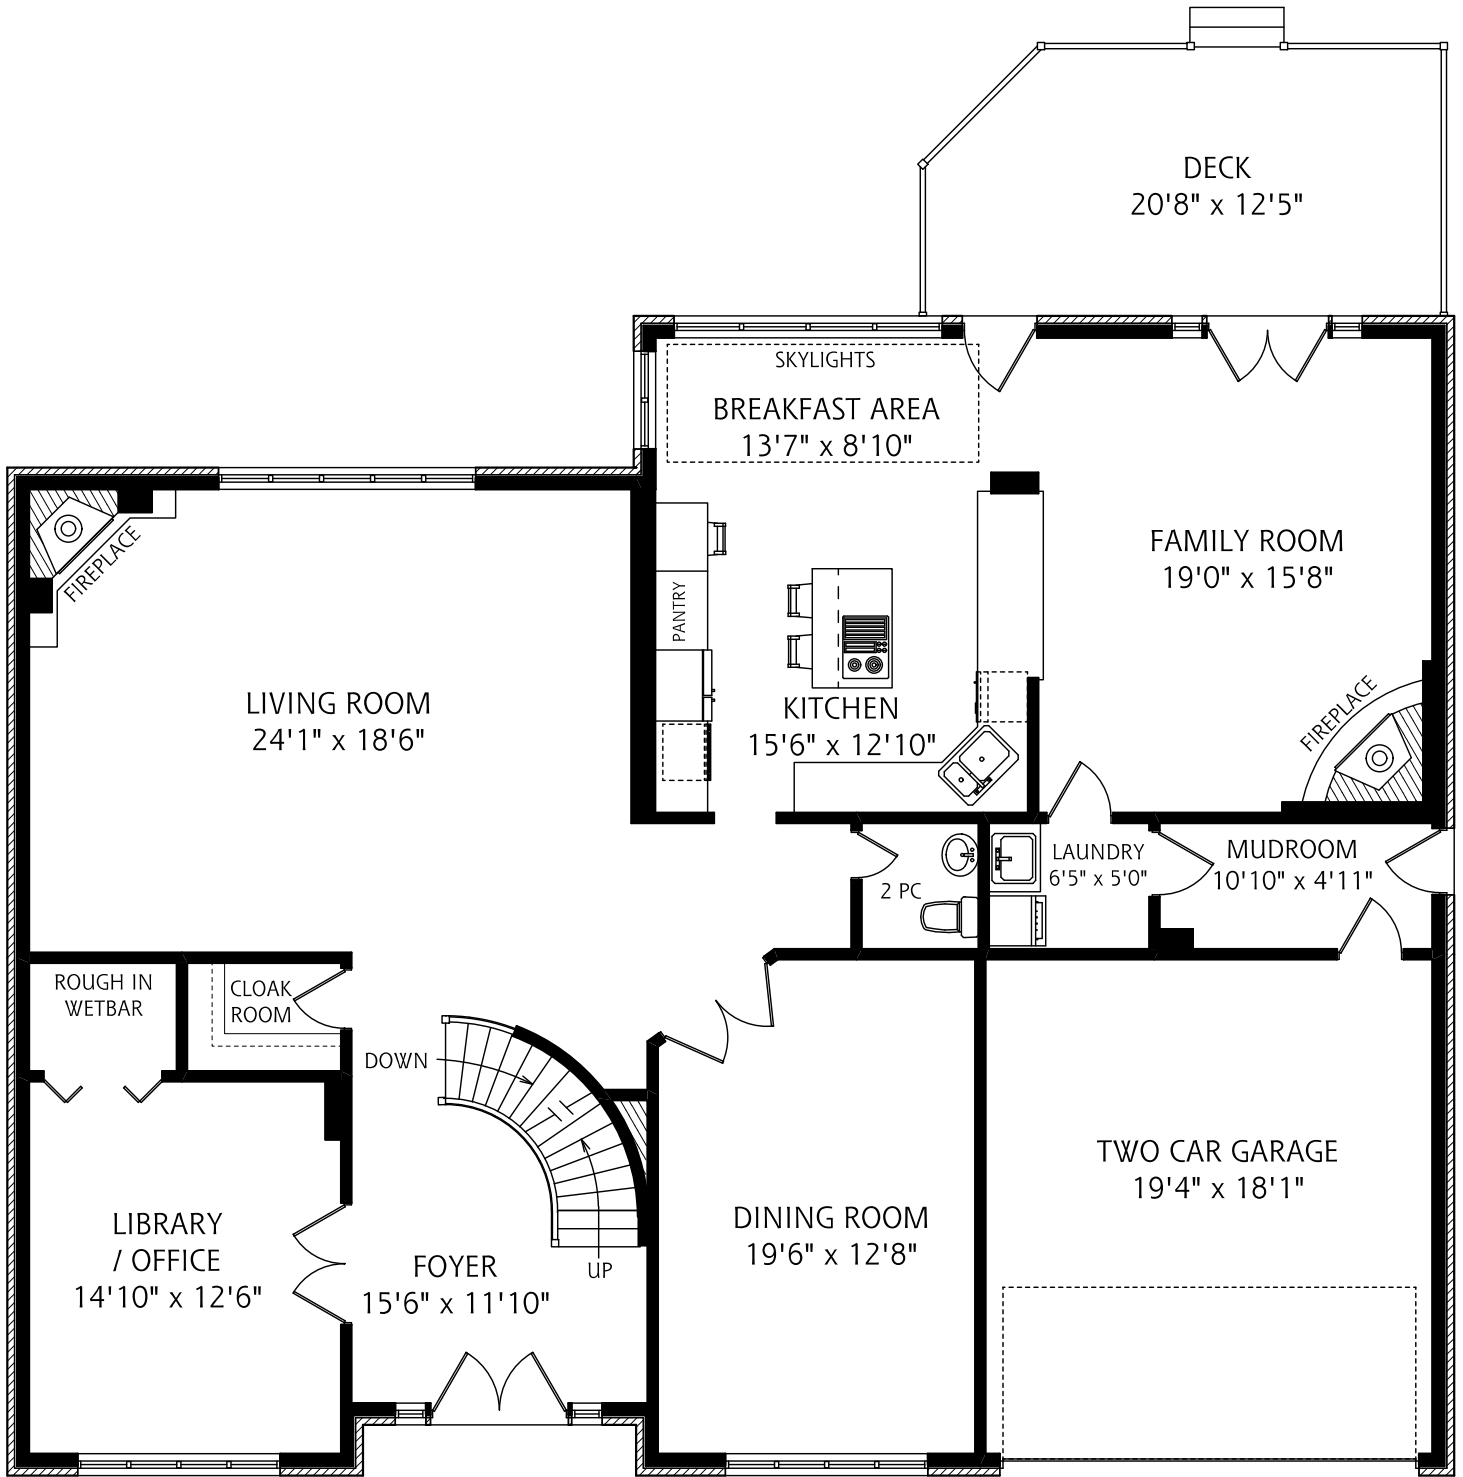 DECK
20'8" x 12'5"
SKYLIGHTS
BREAKFAST AREA
13'7" x 8'10"
FAMILY ROOM
19'0" x 15'8"
FIREPLACE
PANTRY
LIVING ROOM
24'1" x 18'6"
KITCHEN
15'6" x 12'10"
FIREPLACE
LAUNDRY
6'5" x 5'0"
MUDROOM
10'10" x 4'11"
2 PC
ROUGH IN
WETBAR
CLOAK
ROOM
DOWN
TWO CAR GARAGE
19'4" x 18'1"
LIBRARY
/ OFFICE
14'10" x 12'6"
DINING ROOM
19'6" x 12'8"
FOYER
15'6" x 11'10"
UP